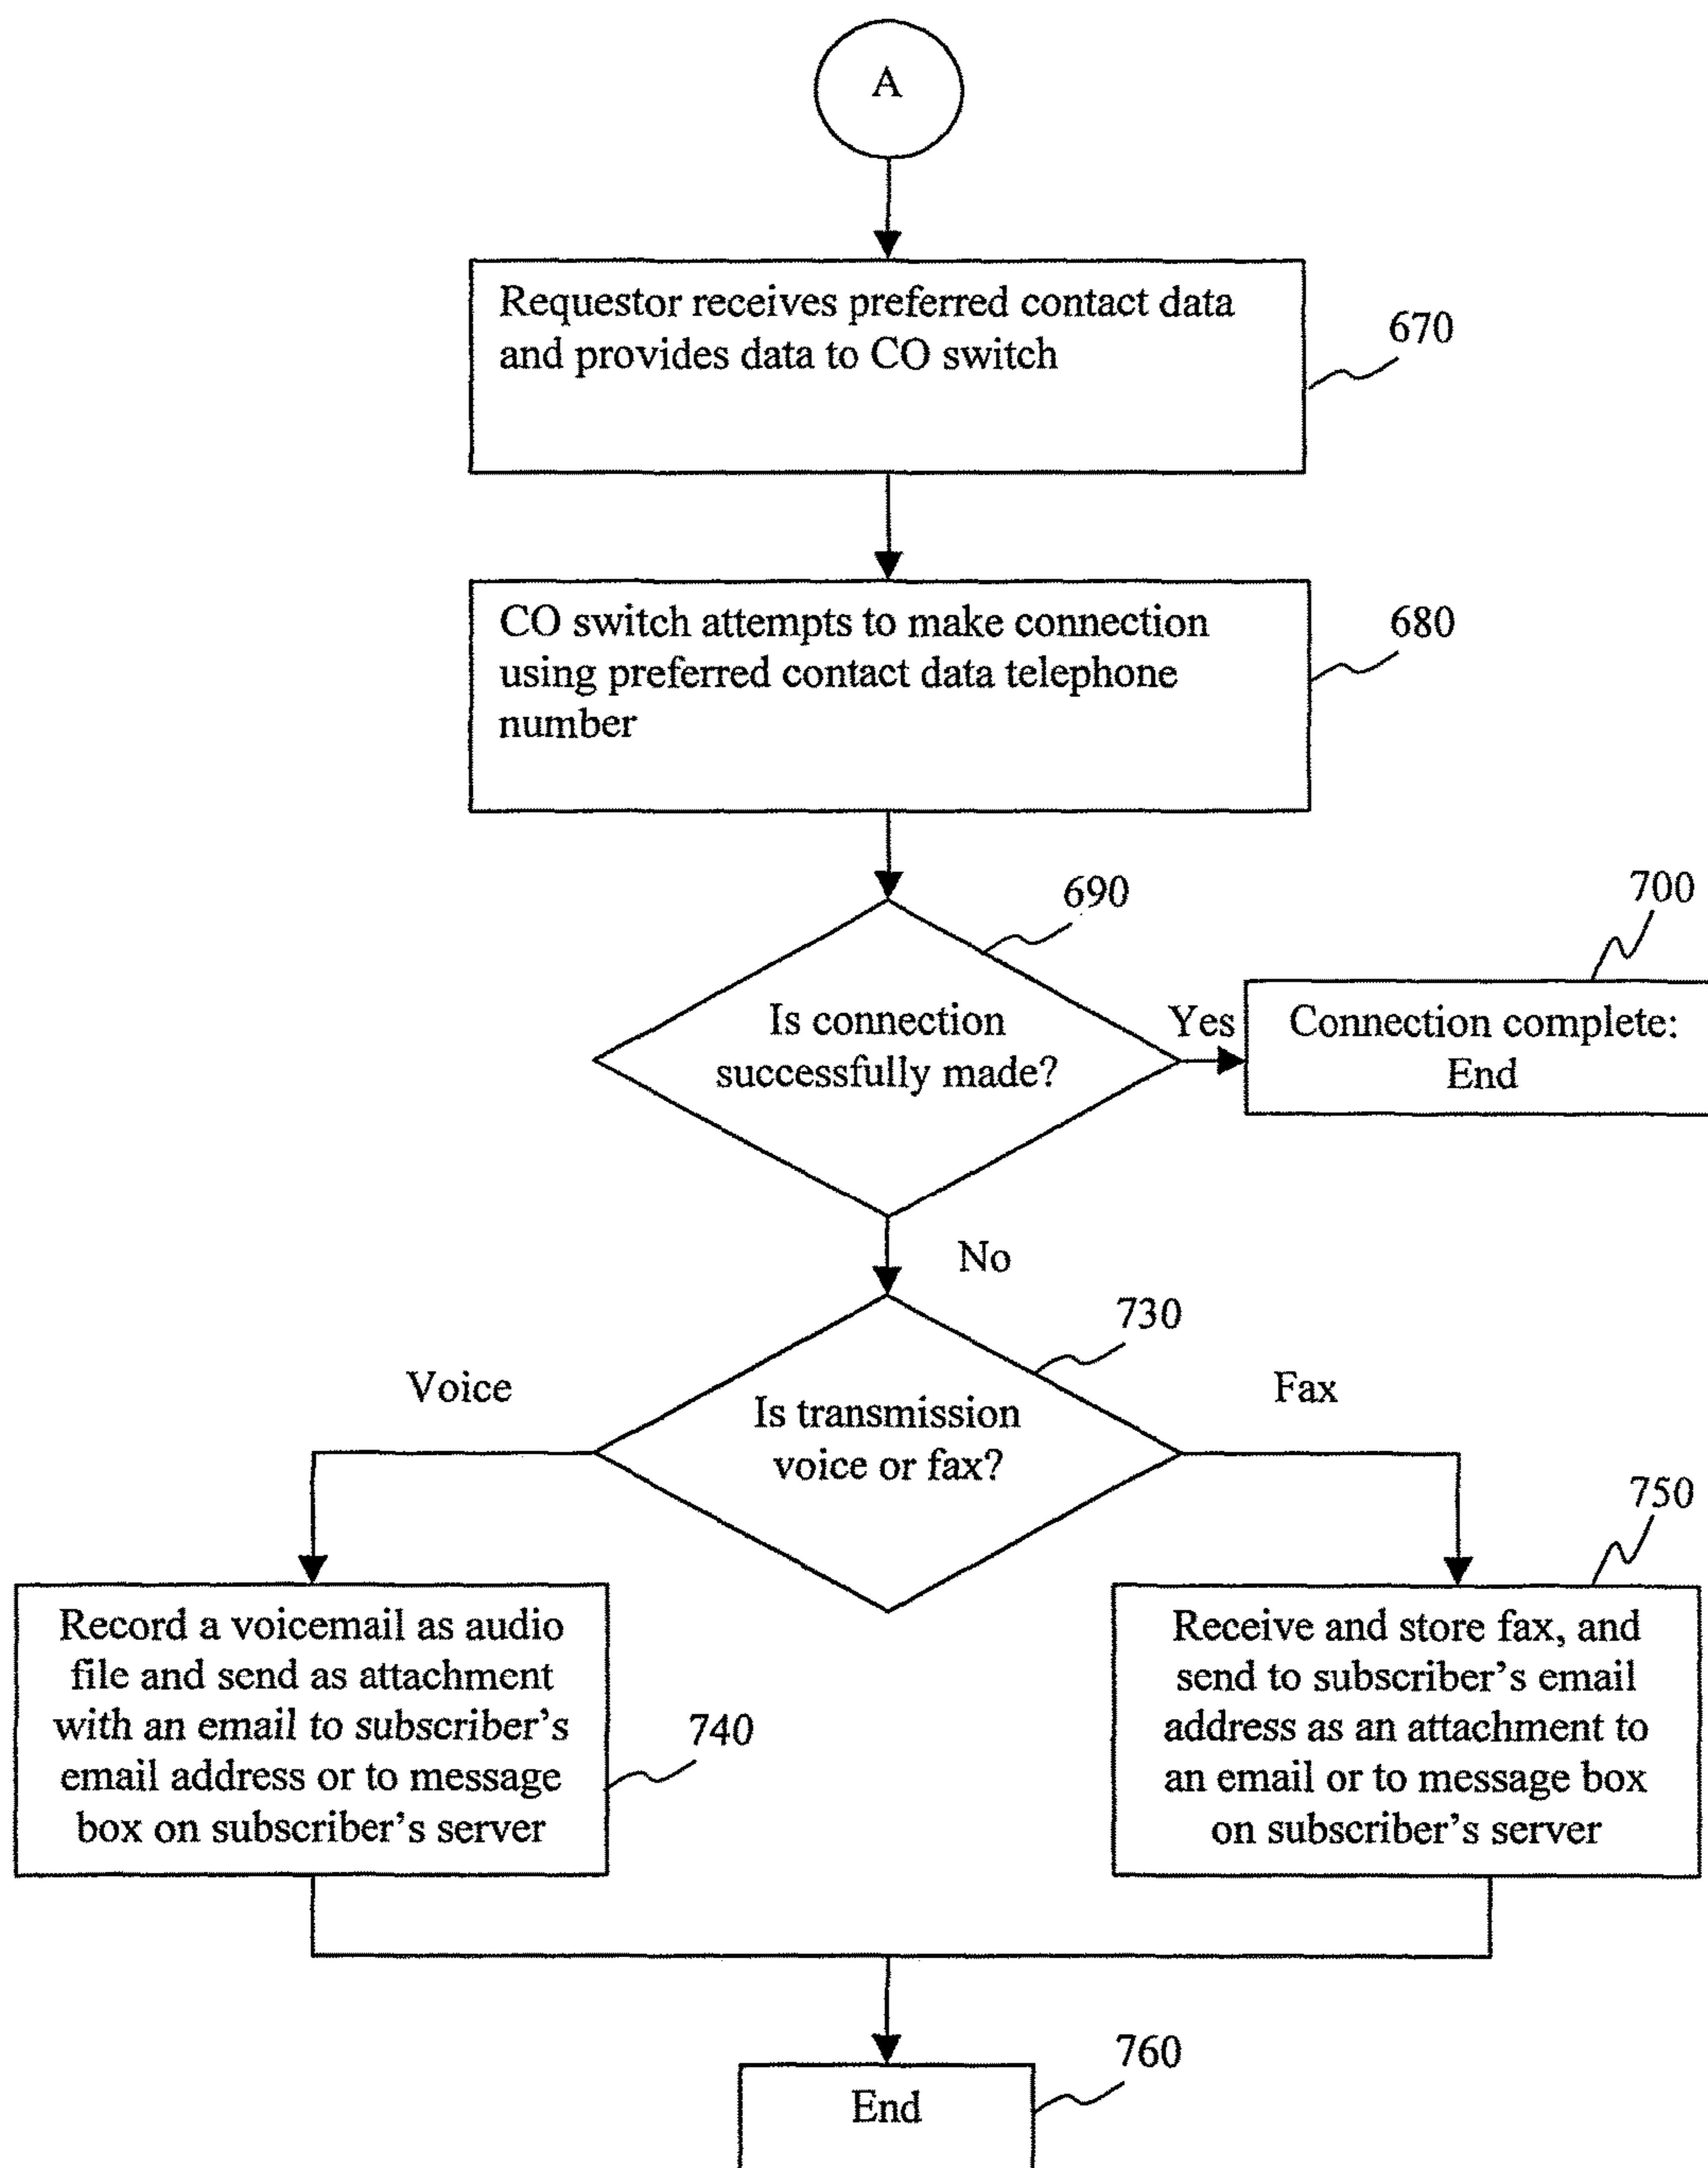 A
Requestor receives preferred contact data
and provides data to CO switch
670
CO switch attempts to make connection
using preferred contact data telephone
number
680
690
700
Is connection
successfully made?
Yes
Connection complete:
End
No
730
Voice
Is transmission
voice or fax?
Fax
750
Record a voicemail as audio
file and send as attachment
with an email to subscriber's
email address or to message
box on subscriber's server
740
Receive and store fax, and
send to subscriber's email
address as an attachment to
an email or to message box
on subscriber's server
760
End